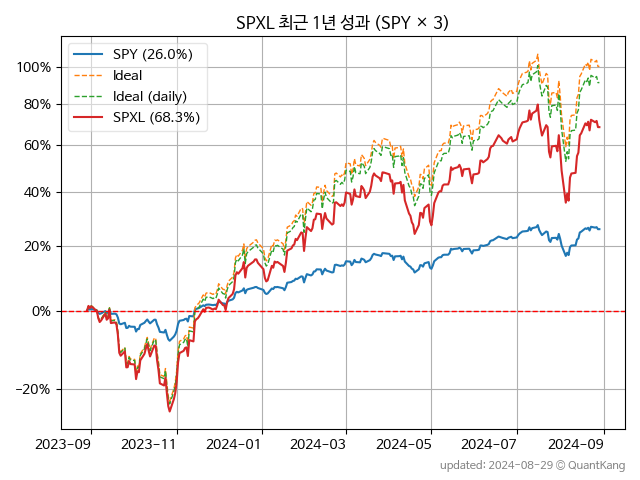 SPXL 최근 1년 성과 (SPY × 3)
SPY (26.0%)
Ideal
Ideal (daily)
SPXL (68.3%)
100%
80%
60%
40%
20%
0%
−20%
2023−09
2023−11
2024−01
2024−03
2024−05
2024−07
2024−09
updated: 2024-08-29 © QuantKang